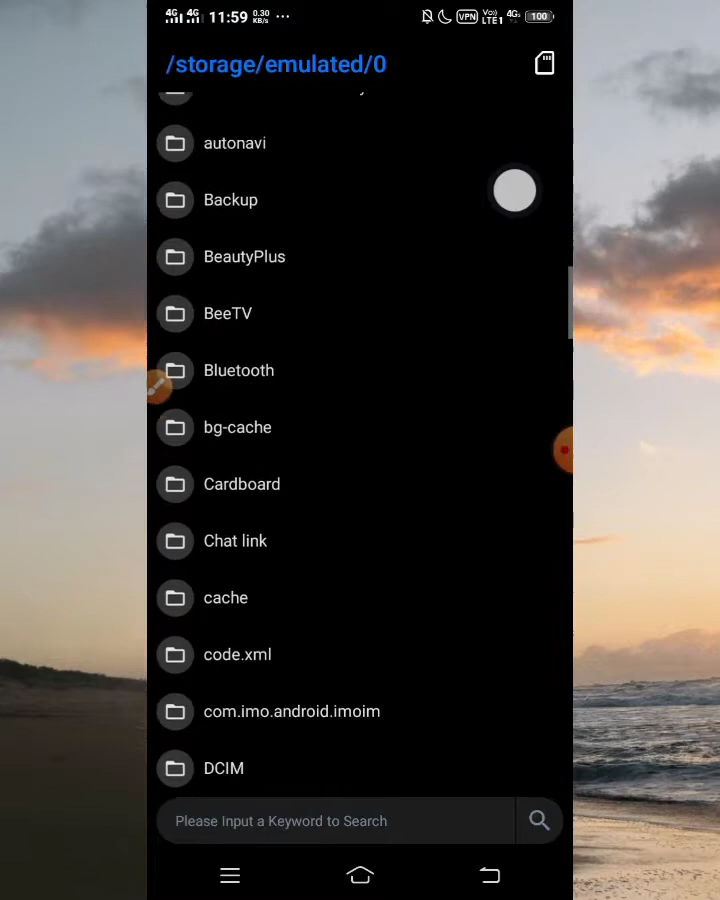 4G 4G 11:59 0.30 KB/s ... VPN Vo)) LTE1 4G 100
/storage/emulated/0
autonavi
Backup
BeautyPlus
BeeTV
Bluetooth
bg-cache
Cardboard
Chat link
cache
code.xml
com.imo.android.imoim
DCIM
Please Input a Keyword to Search